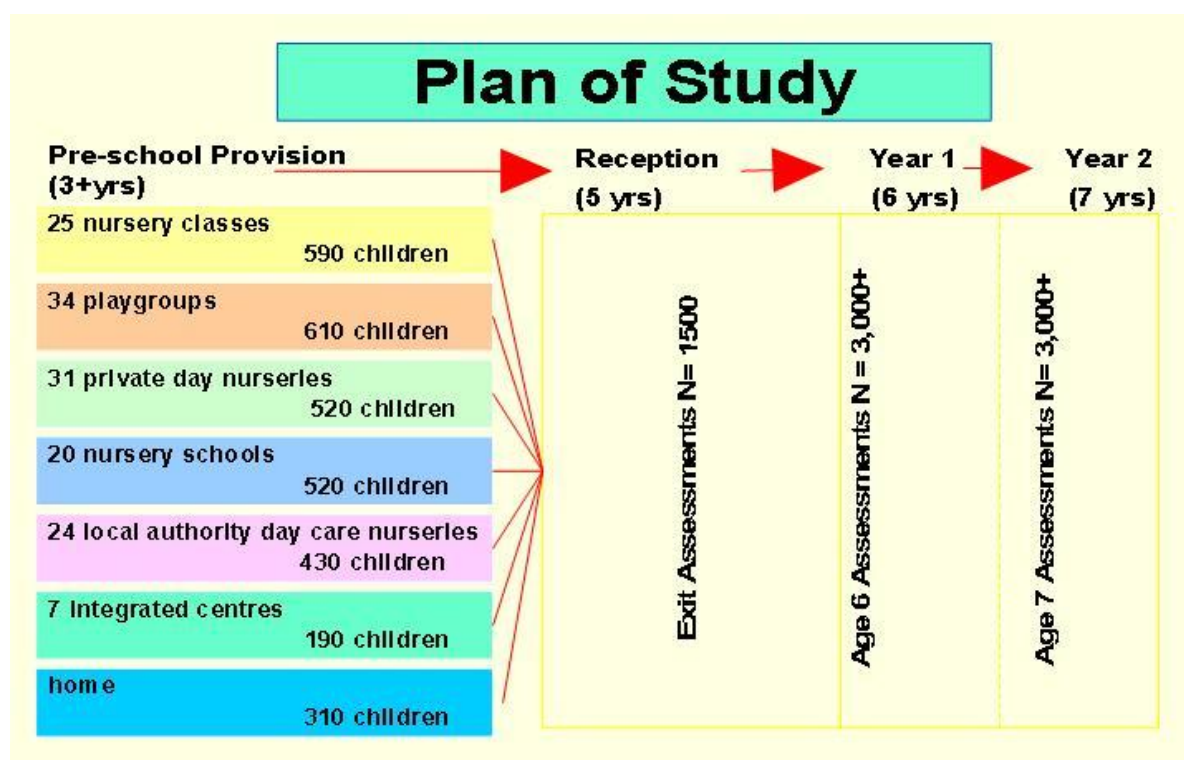 Plan of Study
Pre-school Provision
(3+yrs)
Reception
(5 yrs)
Year 1
(6 yrs)
Year 2
(7 yrs)
25 nursery classes
590 children
34 playgroups
610 children
31 private day nurseries
520 children
20 nursery schools
520 children
24 local authority day care nurseries
430 children
7 Integrated centres
190 children
home
310 children
Exit Assessments N= 1500
Age 6 Assessments N = 3,000+
Age 7 Assessments N= 3,000+